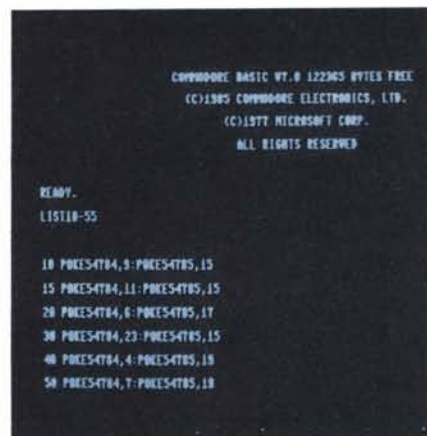 COMMODORE BASIC V7.0 122365 BYTES FREE
(C)1985 COMMODORE ELECTRONICS, LTD.
(C)1977 MICROSOFT CORP.
ALL RIGHTS RESERVED
READY.
LIST10-55
10 POKE54784,9:POKE54785,15
15 POKE54784,11:POKE54785,15
20 POKE54784,6:POKE54785,17
30 POKE54784,23:POKE54785,15
40 POKE54784,4:POKE54785,19
50 POKE54784,7:POKE54785,18